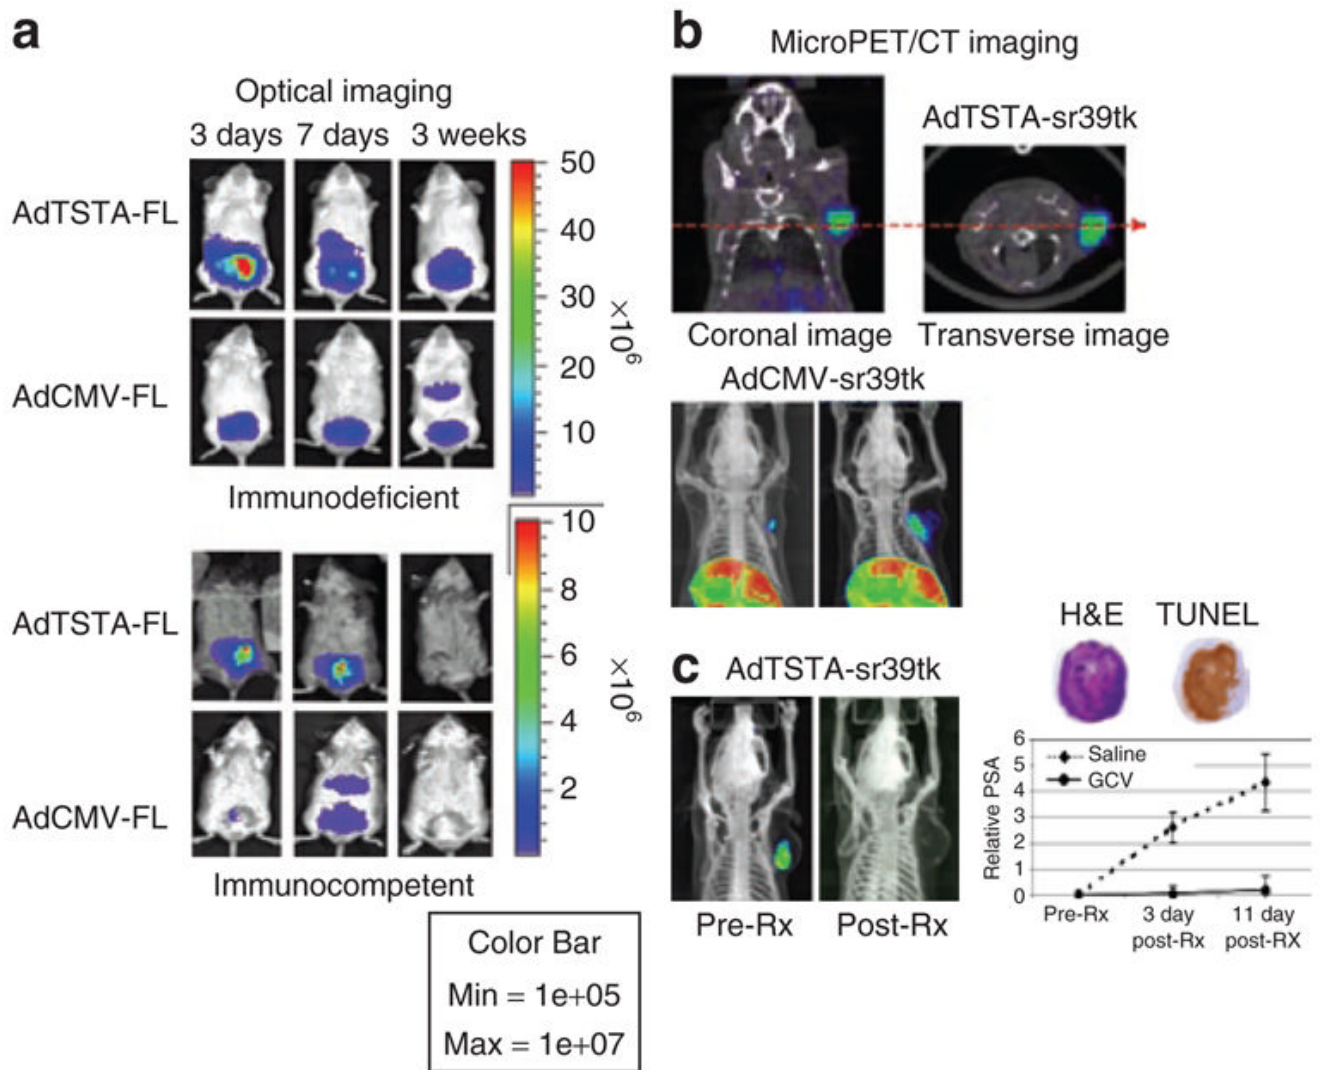 a
Optical imaging
3 days 7 days 3 weeks
AdTSTA-FL
AdCMV-FL
50
40
30
20
10
×10⁶
Immunodeficient
AdTSTA-FL
AdCMV-FL
10
8
6
4
2
×10⁶
Immunocompetent
Color Bar
Min = 1e+05
Max = 1e+07
b
MicroPET/CT imaging
AdTSTA-sr39tk
Coronal image
Transverse image
AdCMV-sr39tk
c
AdTSTA-sr39tk
Pre-Rx
Post-Rx
H&E
TUNEL
Relative PSA
6
5
4
3
2
1
0
Saline
GCV
Pre-Rx
3 day
post-Rx
11 day
post-RX